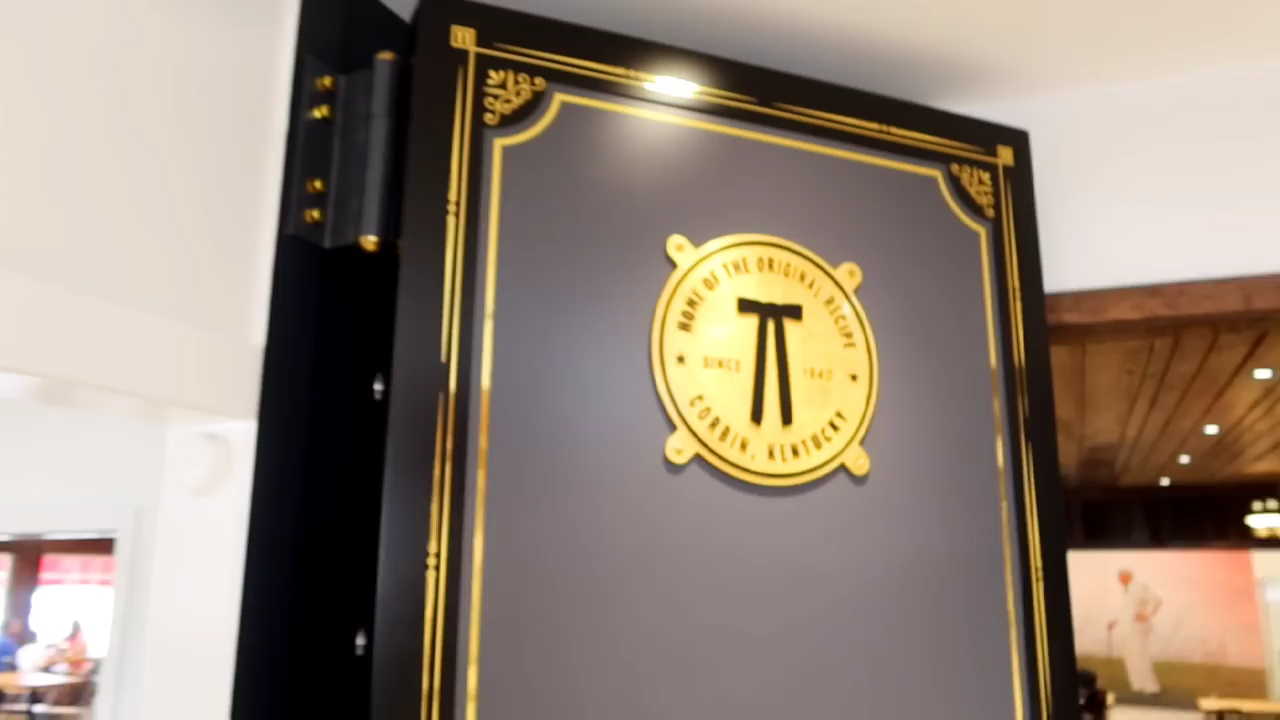 HOME OF THE ORIGINAL RECIPE
SINCE 1940
CORBIN, KENTUCKY